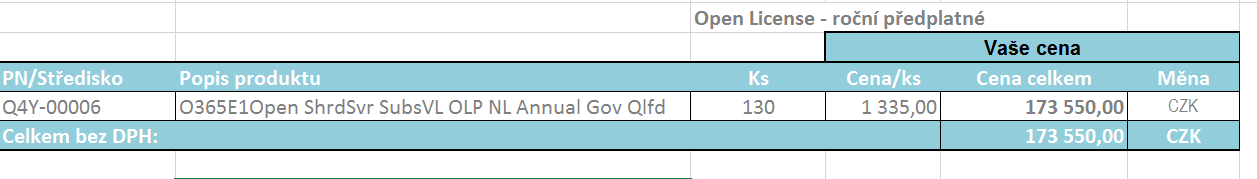 Open License - roční předplatné
Vaše cena
PN/Středisko Popis produktu Ks Cena/ks Cena celkem Měna
Q4Y-00006 O365E1Open ShrdSvr SubsVL OLP NL Annual Gov Qlfd 130 1 335,00 173 550,00 CZK
Celkem bez DPH: 173 550,00 CZK